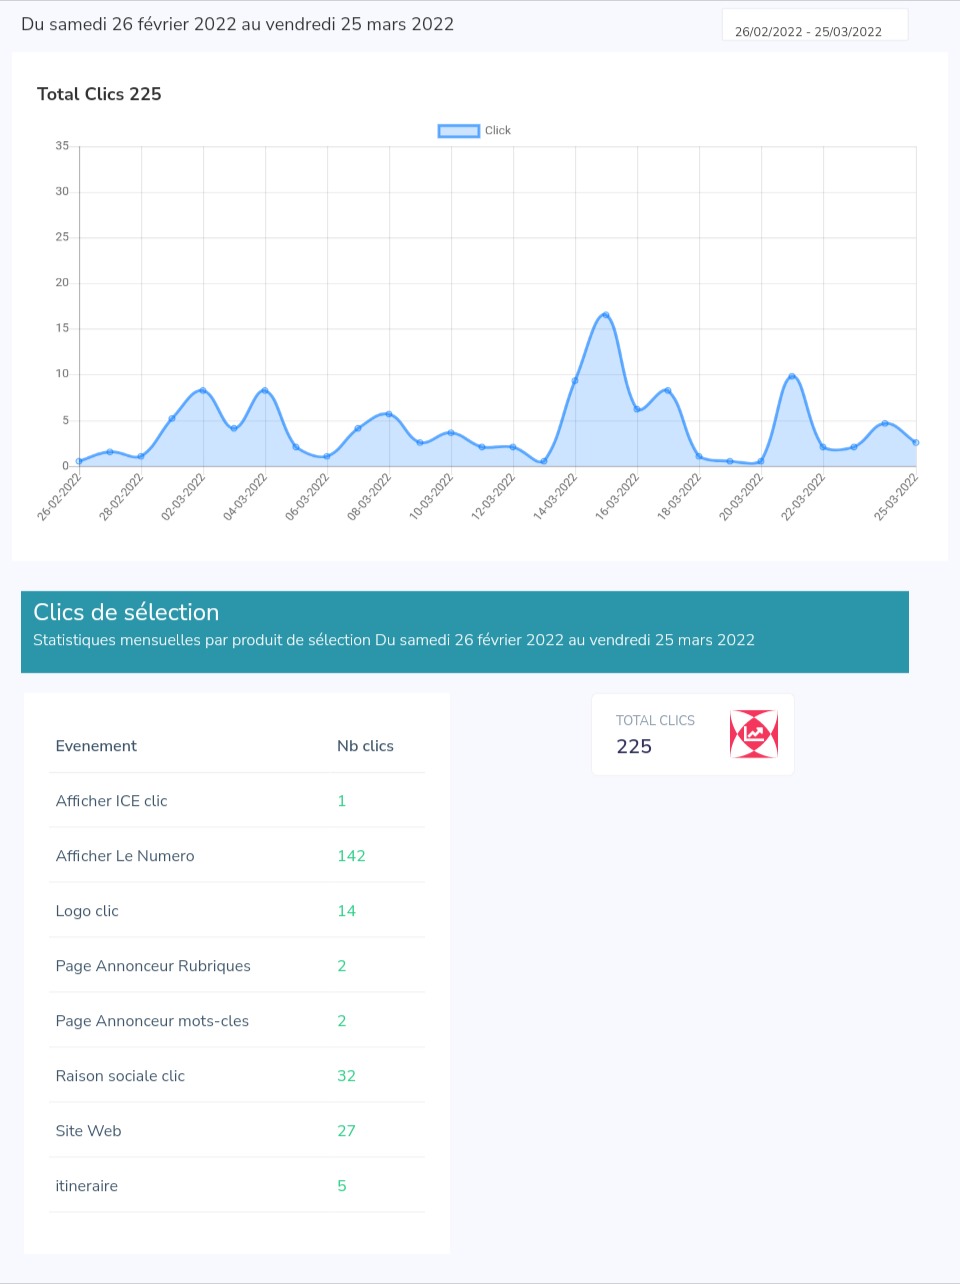 Du samedi 26 février 2022 au vendredi 25 mars 2022
26/02/2022 - 25/03/2022
Total Clics 225
Click
35
30
25
20
15
10
5
0
26-02-2022
28-02-2022
02-03-2022
04-03-2022
06-03-2022
08-03-2022
10-03-2022
12-03-2022
14-03-2022
16-03-2022
18-03-2022
20-03-2022
22-03-2022
25-03-2022
Clics de sélection
Statistiques mensuelles par produit de sélection Du samedi 26 février 2022 au vendredi 25 mars 2022
TOTAL CLICS
225
Evenement Nb clics
Afficher ICE clic 1
Afficher Le Numero 142
Logo clic 14
Page Annonceur Rubriques 2
Page Annonceur mots-cles 2
Raison sociale clic 32
Site Web 27
itineraire 5